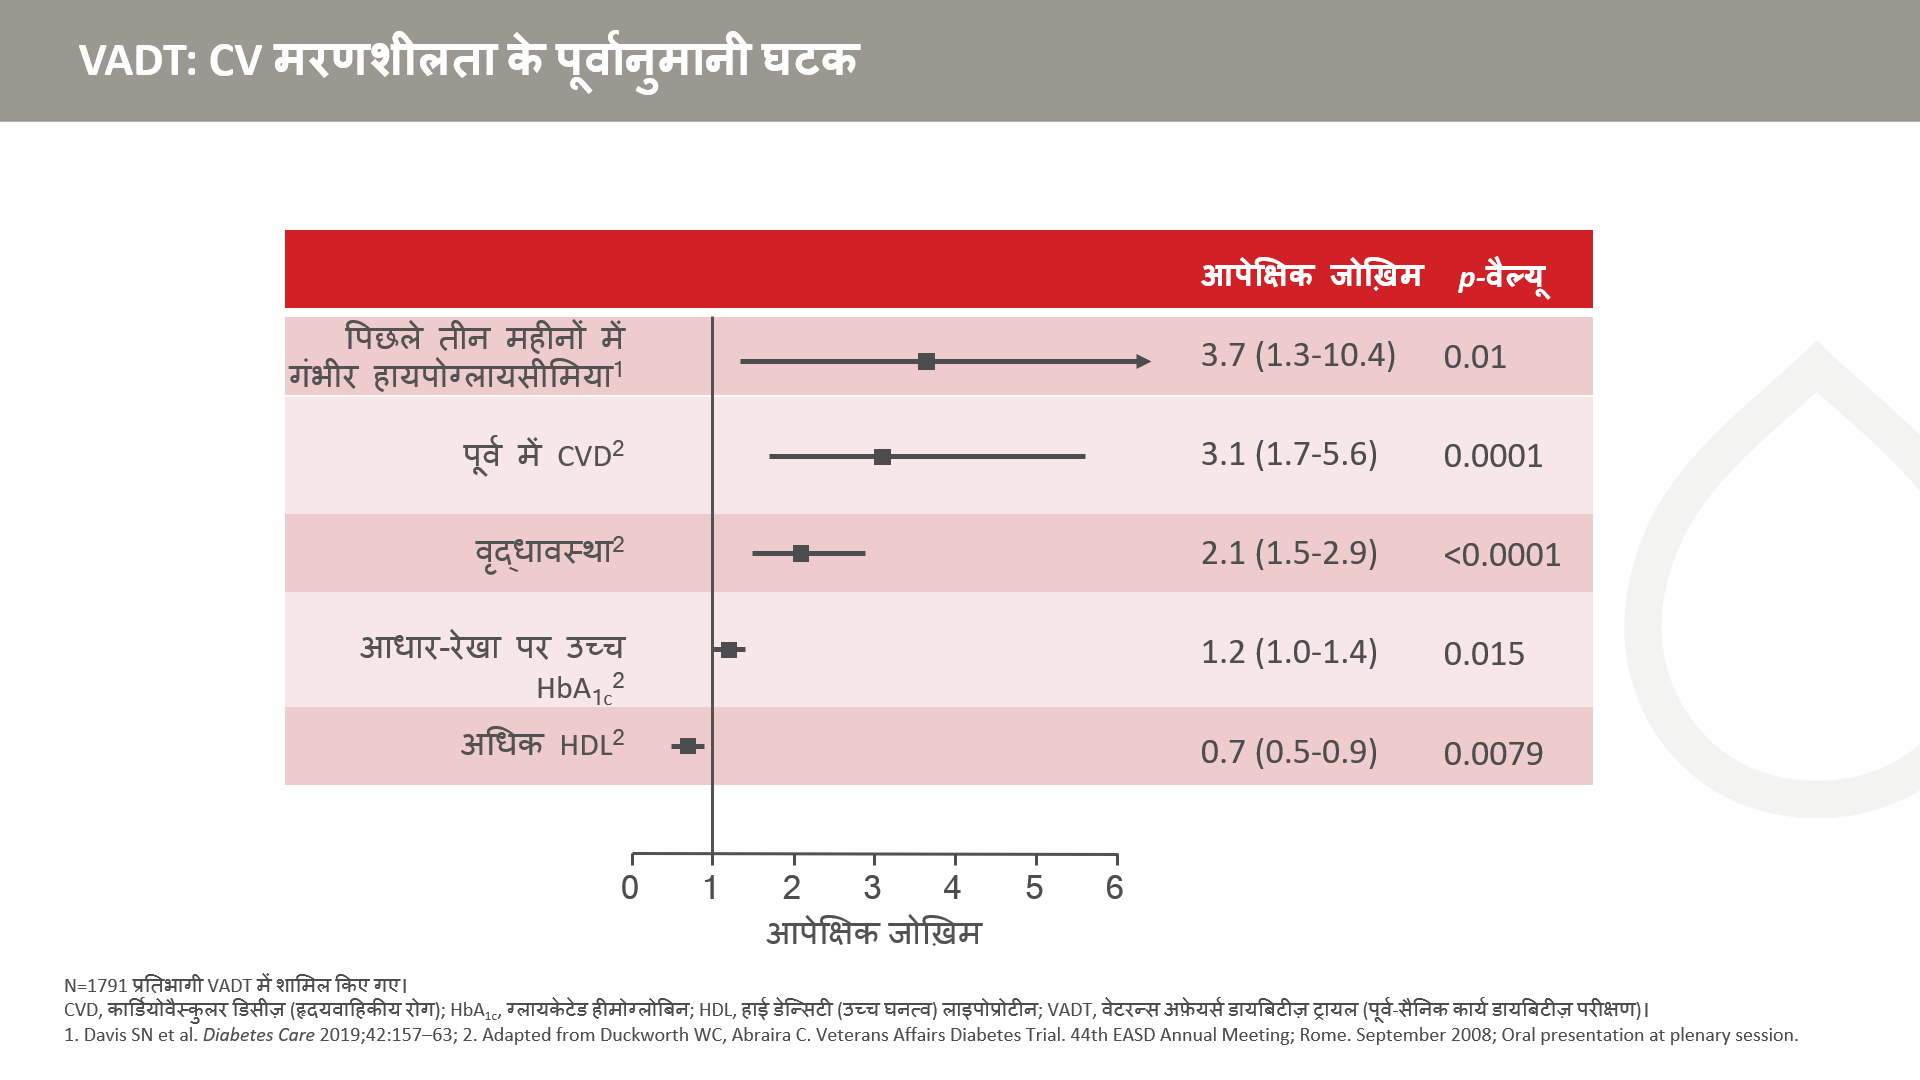 VADT: CV मरणशीलता के पूर्वानुमानी घटक
आपेक्षिक जोख़िम p-वैल्यू
पिछले तीन महीनों में
गंभीर हायपोग्लायसीमिया1 3.7 (1.3-10.4) 0.01
पूर्व में CVD2 3.1 (1.7-5.6) 0.0001
वृद्धावस्था2 2.1 (1.5-2.9) <0.0001
आधार-रेखा पर उच्च 1.2 (1.0-1.4) 0.015
HbA1c2
अधिक HDL2 0.7 (0.5-0.9) 0.0079
0 1 2 3 4 5 6
आपेक्षिक जोख़िम
N=1791 प्रतिभागी VADT में शामिल किए गए।
CVD, कार्डियोवैस्कुलर डिसीज़ (हृदयवाहिकीय रोग); HbA1c, ग्लायकेटेड हीमोग्लोबिन; HDL, हाई डेन्सिटी (उच्च घनत्व) लाइपोप्रोटीन; VADT, वेटरन्स अफ़ेयर्स डायबिटीज़ ट्रायल (पूर्व-सैनिक कार्य डायबिटीज़ परीक्षण)।
1. Davis SN et al. Diabetes Care 2019;42:157–63; 2. Adapted from Duckworth WC, Abraira C. Veterans Affairs Diabetes Trial. 44th EASD Annual Meeting; Rome. September 2008; Oral presentation at plenary session.